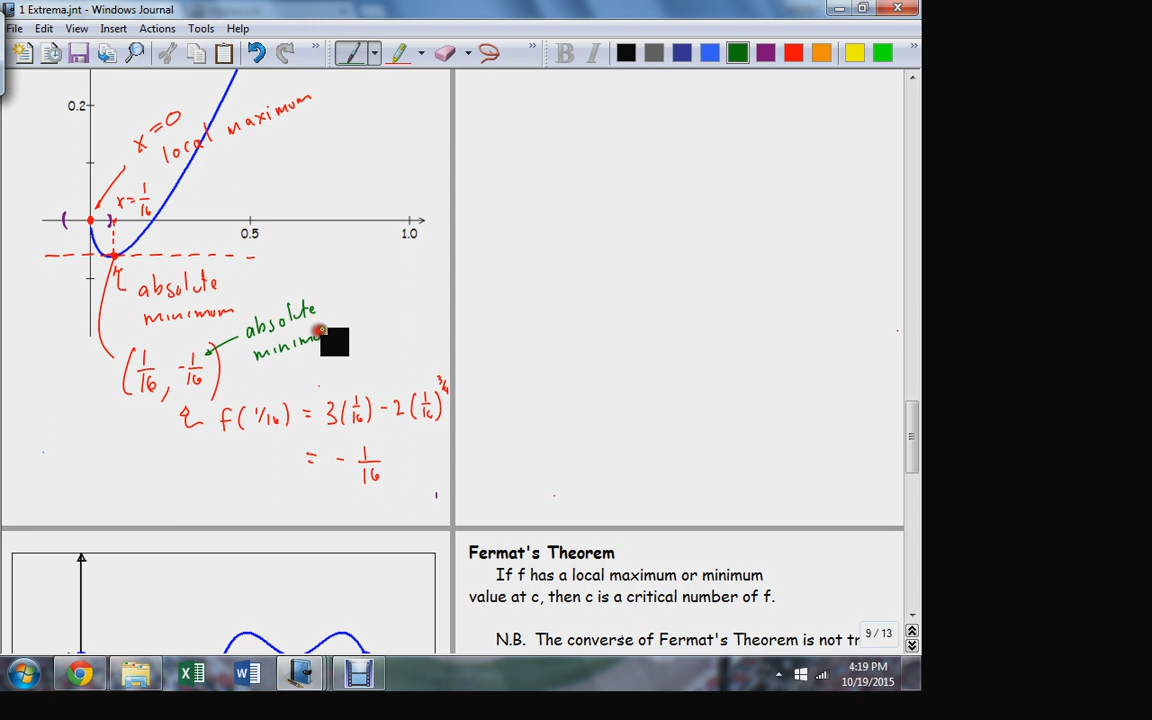 1 Extrema.jnt - Windows Journal
File Edit View Insert Actions Tools Help
B I
0.2
x=0
local maximum
x=1/16
0.5 1.0
absolute
minimum
absolute
minim
(1/16, -1/16)
f(1/16) = 3(1/16) - 2(1/16)^3/4
= - 1/16
Fermat's Theorem
If f has a local maximum or minimum
value at c, then c is a critical number of f.
N.B. The converse of Fermat's Theorem is not tr
9 / 13
4:19 PM
10/19/2015